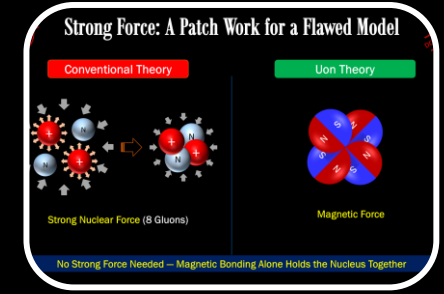 Strong Force: A Patch Work for a Flawed Model
Conventional Theory
Uon Theory
+
N
N
+
N
+
+
N
S
N
N
S
S
N
N
S
Strong Nuclear Force (8 Gluons)
Magnetic Force
No Strong Force Needed — Magnetic Bonding Alone Holds the Nucleus Together